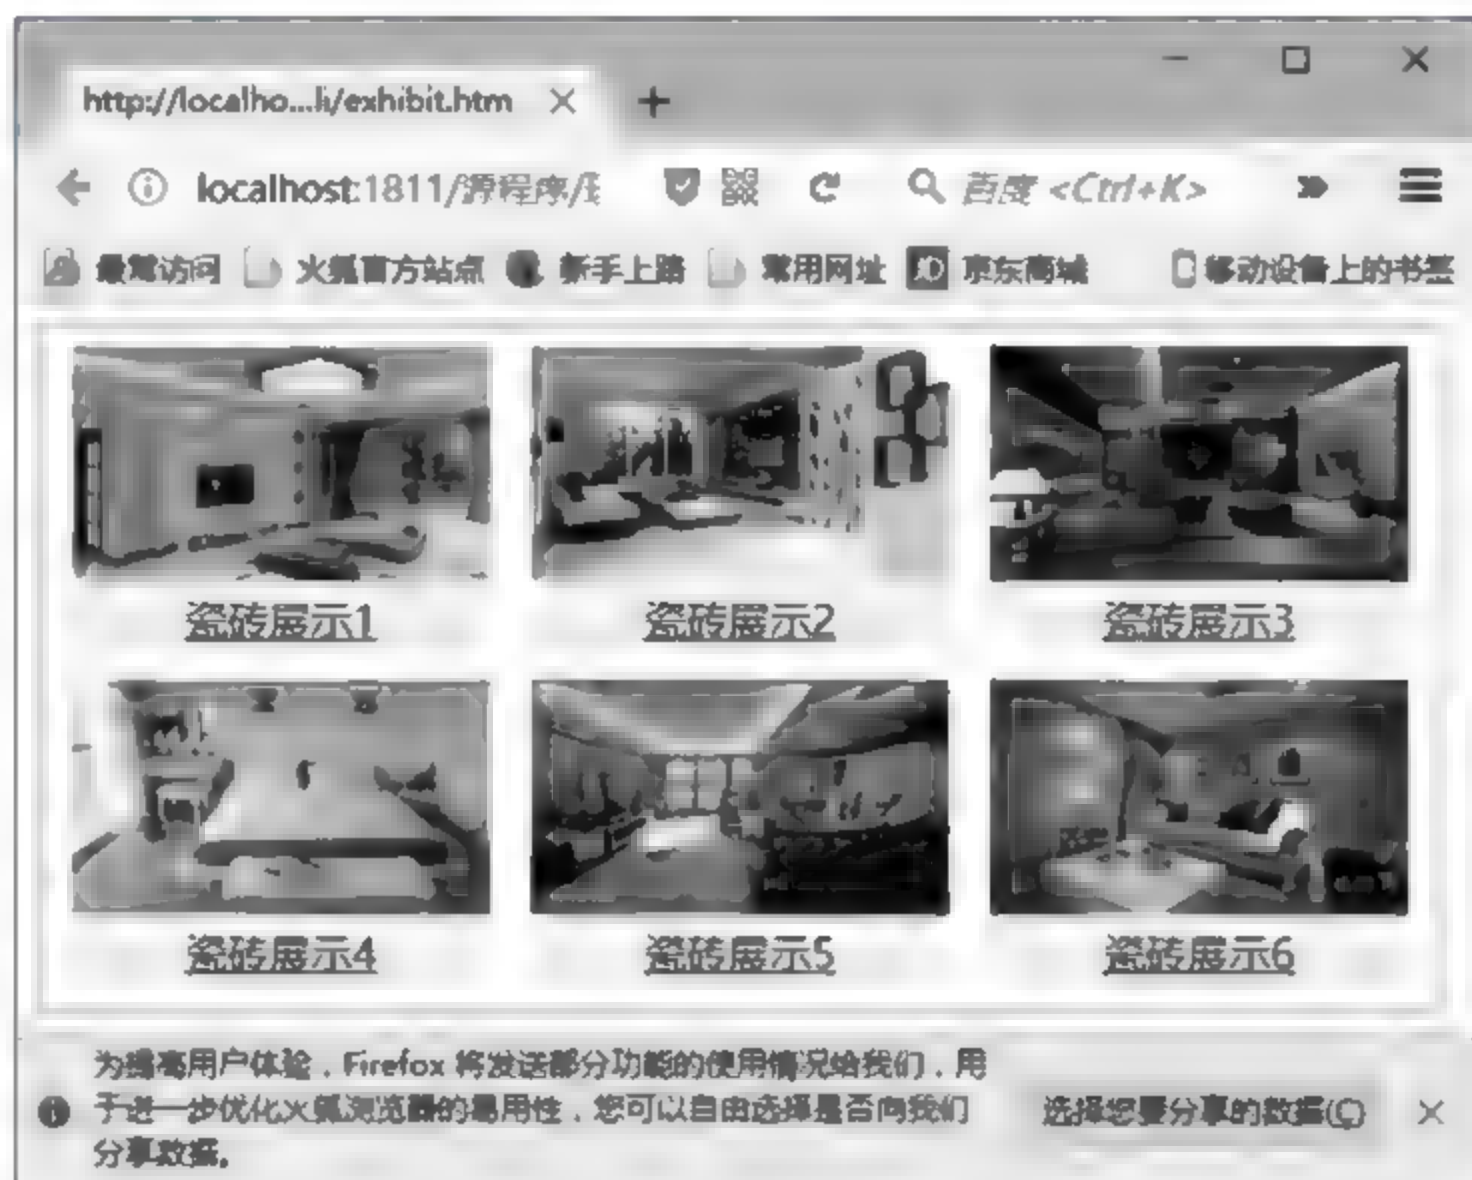 http://localho...li/exhibit.htm
localhost:1811/源程序/ 百度 <Ctrl+K>
最常访问 火狐官方站点 新手上路 常用网址 京东商城 移动设备上的书签
瓷砖展示1 瓷砖展示2 瓷砖展示3
瓷砖展示4 瓷砖展示5 瓷砖展示6
为提高用户体验，Firefox 将发送部分功能的使用情况给我们，用
于进一步优化火狐浏览器的易用性，您可以自由选择是否向我们
分享数据。
选择您要分享的数据(C)